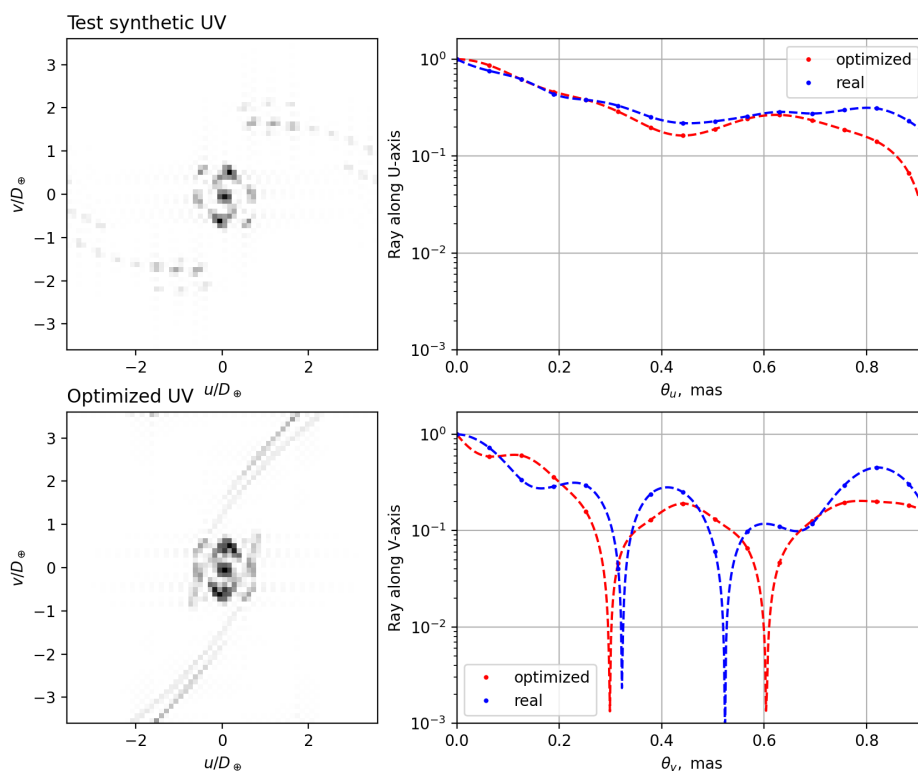 Test synthetic UV
3
2
1
0
−1
−2
−3
v/D⊕
−2
0
2
u/D⊕
10⁰
10⁻¹
10⁻²
10⁻³
Ray along U-axis
optimized
real
0.0
0.2
0.4
0.6
0.8
θu, mas
Optimized UV
3
2
1
0
−1
−2
−3
v/D⊕
−2
0
2
u/D⊕
10⁰
10⁻¹
10⁻²
10⁻³
Ray along V-axis
optimized
real
0.0
0.2
0.4
0.6
0.8
θv, mas